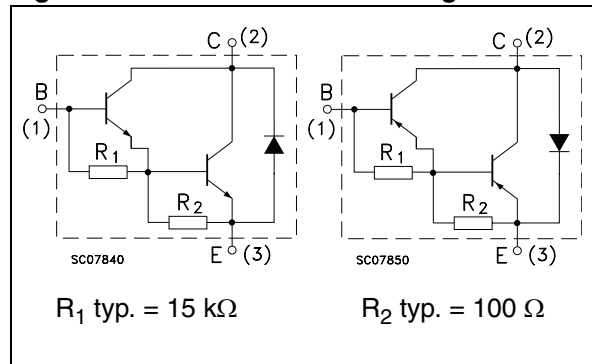 C (2)
B
(1)
R1
R2
E (3)
SC07840
C (2)
B
(1)
R1
R2
E (3)
SC07850
R1 typ. = 15 kΩ
R2 typ. = 100 Ω